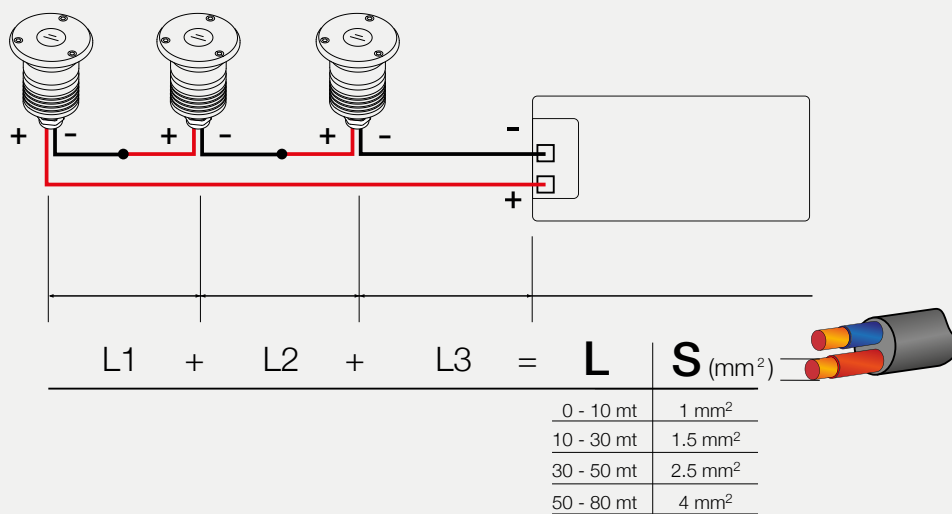 + - + - + - -
+
L1 + L2 + L3 = L S (mm²)
0 - 10 mt 1 mm²
10 - 30 mt 1.5 mm²
30 - 50 mt 2.5 mm²
50 - 80 mt 4 mm²